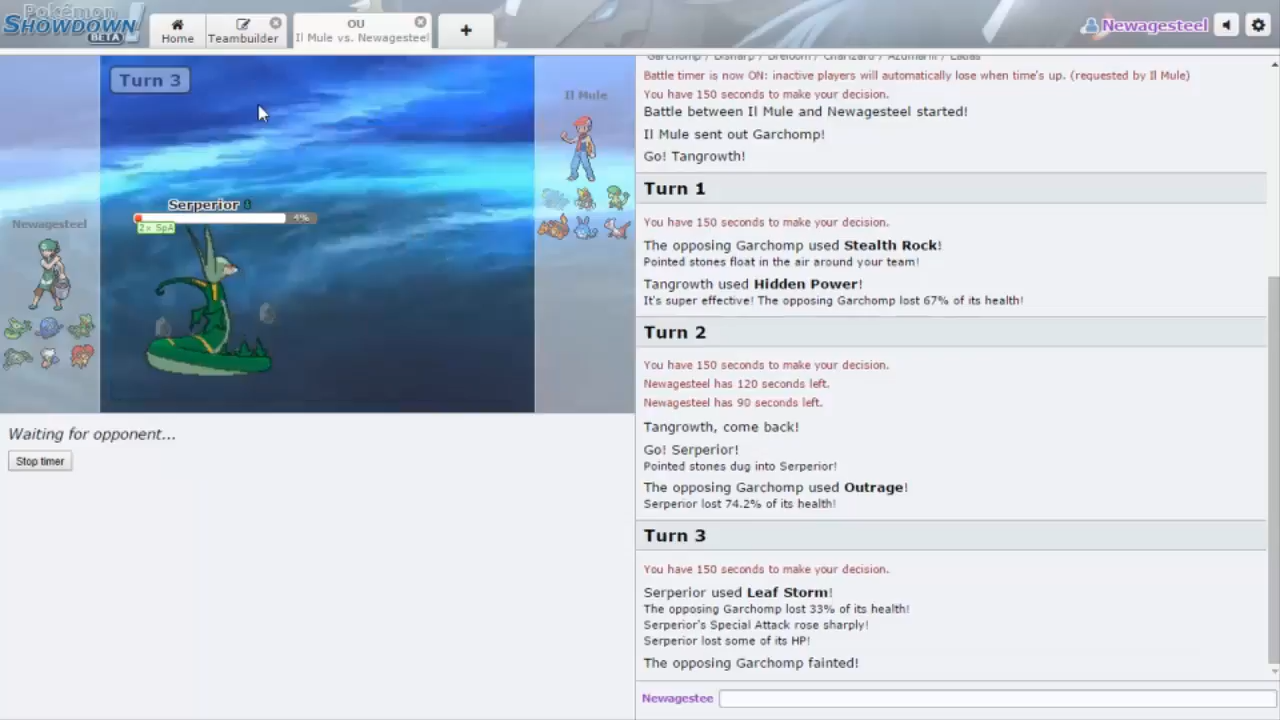 Pokémon
SHOWDOWN
BETA
Home
Teambuilder
OU
Il Mule vs. Newagesteel
+
Newagesteel
Turn 3
Il Mule
Serperior
4%
2× SpA
Newagesteel
Waiting for opponent...
Stop timer
Garchomp / Bisharp / Breloom / Charizard / Azumarill / Latias
Battle timer is now ON: inactive players will automatically lose when time's up. (requested by Il Mule)
You have 150 seconds to make your decision.
Battle between Il Mule and Newagesteel started!
Il Mule sent out Garchomp!
Go! Tangrowth!
Turn 1
You have 150 seconds to make your decision.
The opposing Garchomp used Stealth Rock!
Pointed stones float in the air around your team!
Tangrowth used Hidden Power!
It's super effective! The opposing Garchomp lost 67% of its health!
Turn 2
You have 150 seconds to make your decision.
Newagesteel has 120 seconds left.
Newagesteel has 90 seconds left.
Tangrowth, come back!
Go! Serperior!
Pointed stones dug into Serperior!
The opposing Garchomp used Outrage!
Serperior lost 74.2% of its health!
Turn 3
You have 150 seconds to make your decision.
Serperior used Leaf Storm!
The opposing Garchomp lost 33% of its health!
Serperior's Special Attack rose sharply!
Serperior lost some of its HP!
The opposing Garchomp fainted!
Newagestee